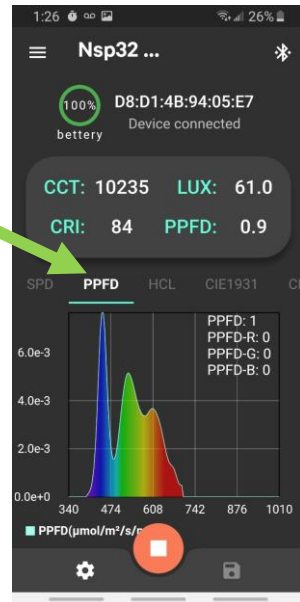 1:26 26%
Nsp32 ...
100% D8:D1:4B:94:05:E7
bettery Device connected
CCT: 10235 LUX: 61.0
CRI: 84 PPFD: 0.9
SPD PPFD HCL CIE1931
PPFD: 1
PPFD-R: 0
PPFD-G: 0
PPFD-B: 0
6.0e-3
4.0e-3
2.0e-3
0.0e+0
340 474 608 742 876 1010
PPFD(μmol/m²/s/